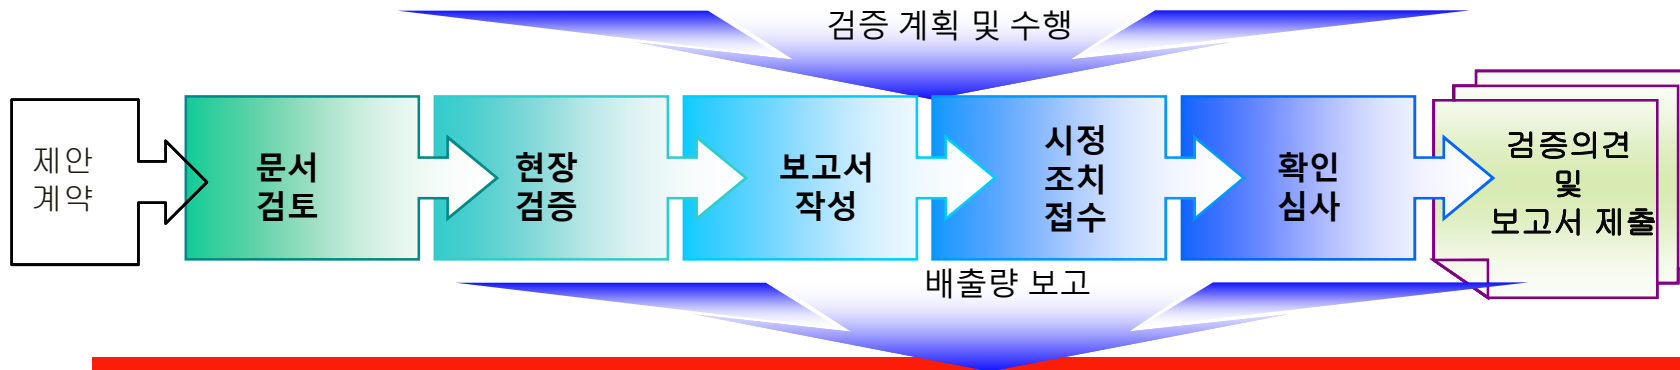 검증 계획 및 수행
제안
계약
문서
검토
현장
검증
보고서
작성
시정
조치
접수
확인
심사
검증의견
및
보고서 제출
배출량 보고